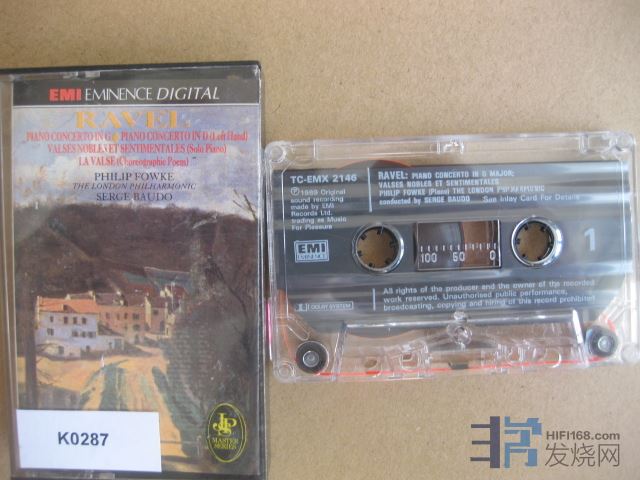 EMI EMINENCE DIGITAL
RAVEL
PIANO CONCERTO IN G PIANO CONCERTO IN D (Left Hand)
VALSES NOBLES ET SENTIMENTALES (Solo Piano)
LA VALSE (Choreographic Poem)
PHILIP FOWKE
THE LONDON PHILHARMONIC
SERGE BAUDO
MASTER
SERIES
K0287
TC-EMX 2146
℗ 1989 Original
sound recording
made by EMI
Records Ltd.
trading as Music
For Pleasure
RAVEL: PIANO CONCERTO IN G MAJOR;
VALSES NOBLES ET SENTIMENTALES
PHILIP FOWKE (Piano) THE LONDON PHILHARMONIC
conducted by SERGE BAUDO See Inlay Card For Details
EMI
EMINENCE
100 50 0
1
DOLBY SYSTEM
All rights of the producer and the owner of the recorded
work reserved. Unauthorised public performance,
broadcasting, copying and hiring of this record prohibited
HIFI168.com
发烧网